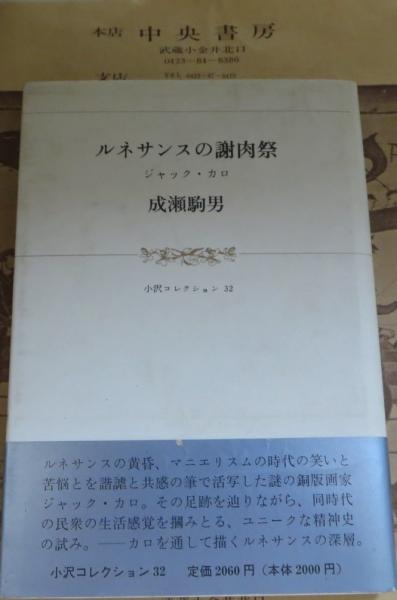 本店 中央書房
武蔵小金井北口
支店
ルネサンスの謝肉祭
ジャック・カロ
成瀬駒男
小沢コレクション 32
ルネサンスの黄昏、マニエリスムの時代の笑いと
苦悩とを諧謔と共感の筆で活写した謎の銅版画家
ジャック・カロ。その足跡を辿りながら、同時代
の民衆の生活感覚を摑みとる、ユニークな精神史
の試み。――カロを通して描くルネサンスの深層。
小沢コレクション 32 定価 2060円（本体 2000円）